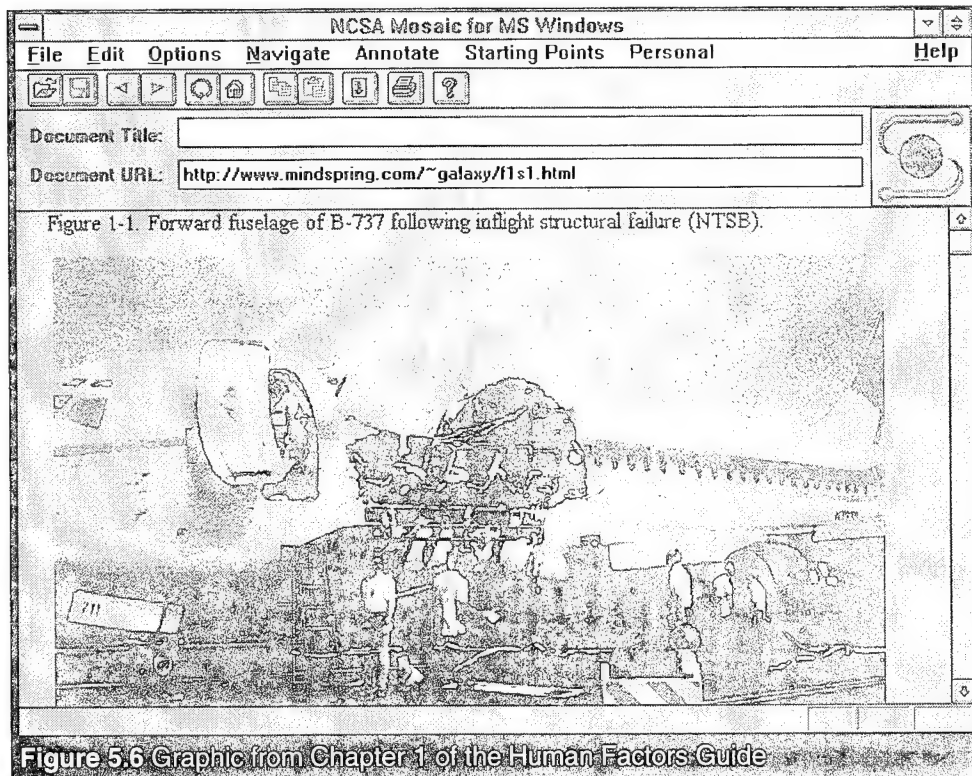 NCSA Mosaic for MS Windows
File Edit Options Navigate Annotate Starting Points Personal Help
?
Document Title:
Document URL: http://www.mindspring.com/~galaxy/f1s1.html
Figure 1-1. Forward fuselage of B-737 following inflight structural failure (NTSB).
Figure 5.6 Graphic from Chapter 1 of the Human Factors Guide